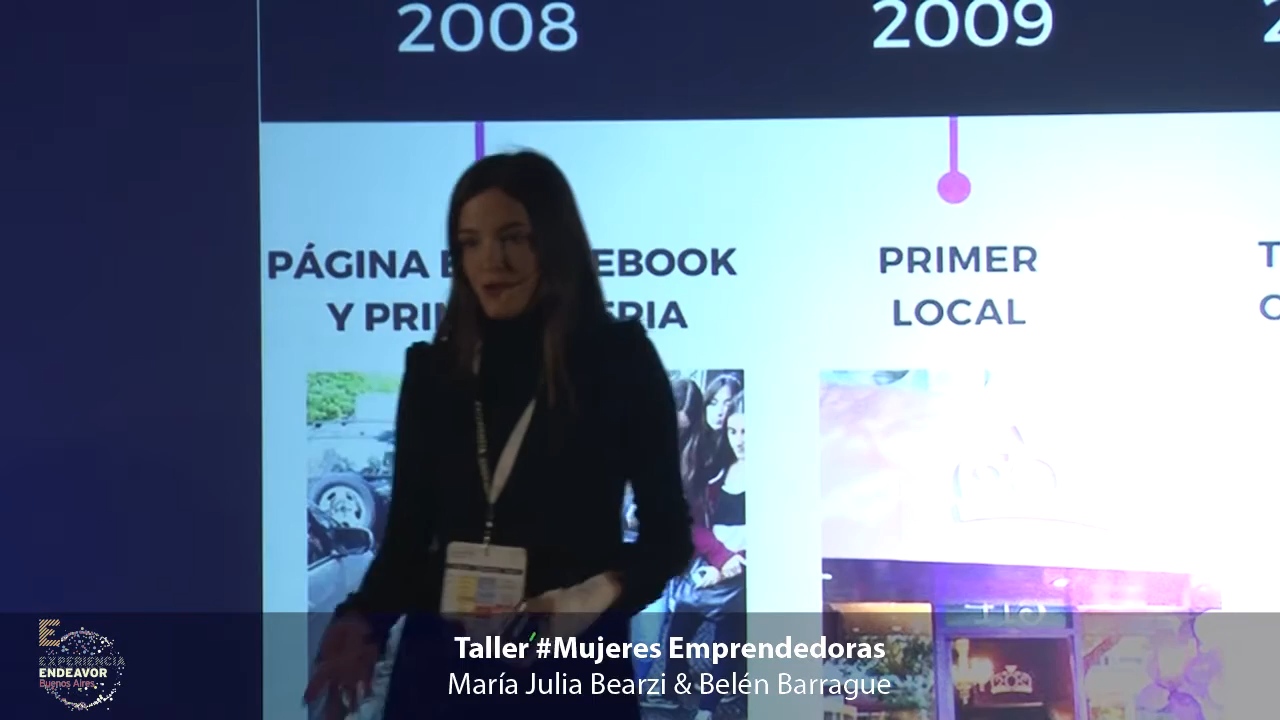 2008
2009
PÁGINA E EBOOK
Y PRI ERIA
PRIMER
LOCAL
Taller #Mujeres Emprendedoras
María Julia Bearzi & Belén Barrague
E
EXPERIENCIA
ENDEAVOR
Buenos Aires